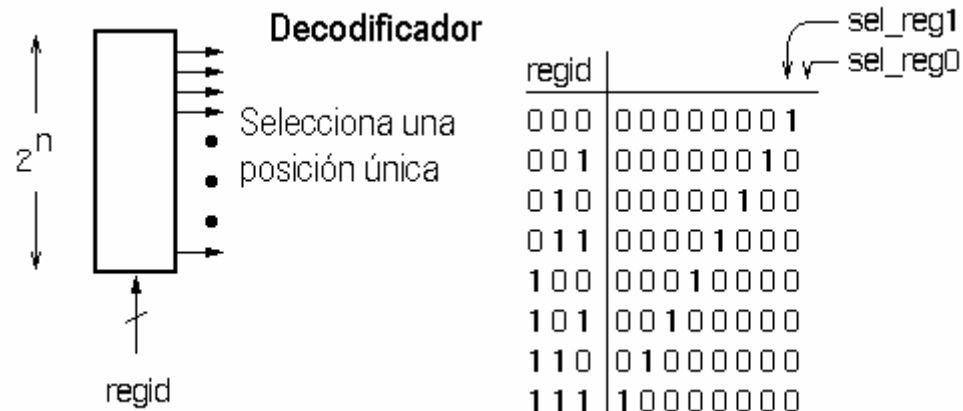 Decodificador
sel_reg1
sel_reg0
2^n
Selecciona una
posición única
regid
regid
000 00000001
001 00000010
010 00000100
011 00001000
100 00010000
101 00100000
110 01000000
111 10000000